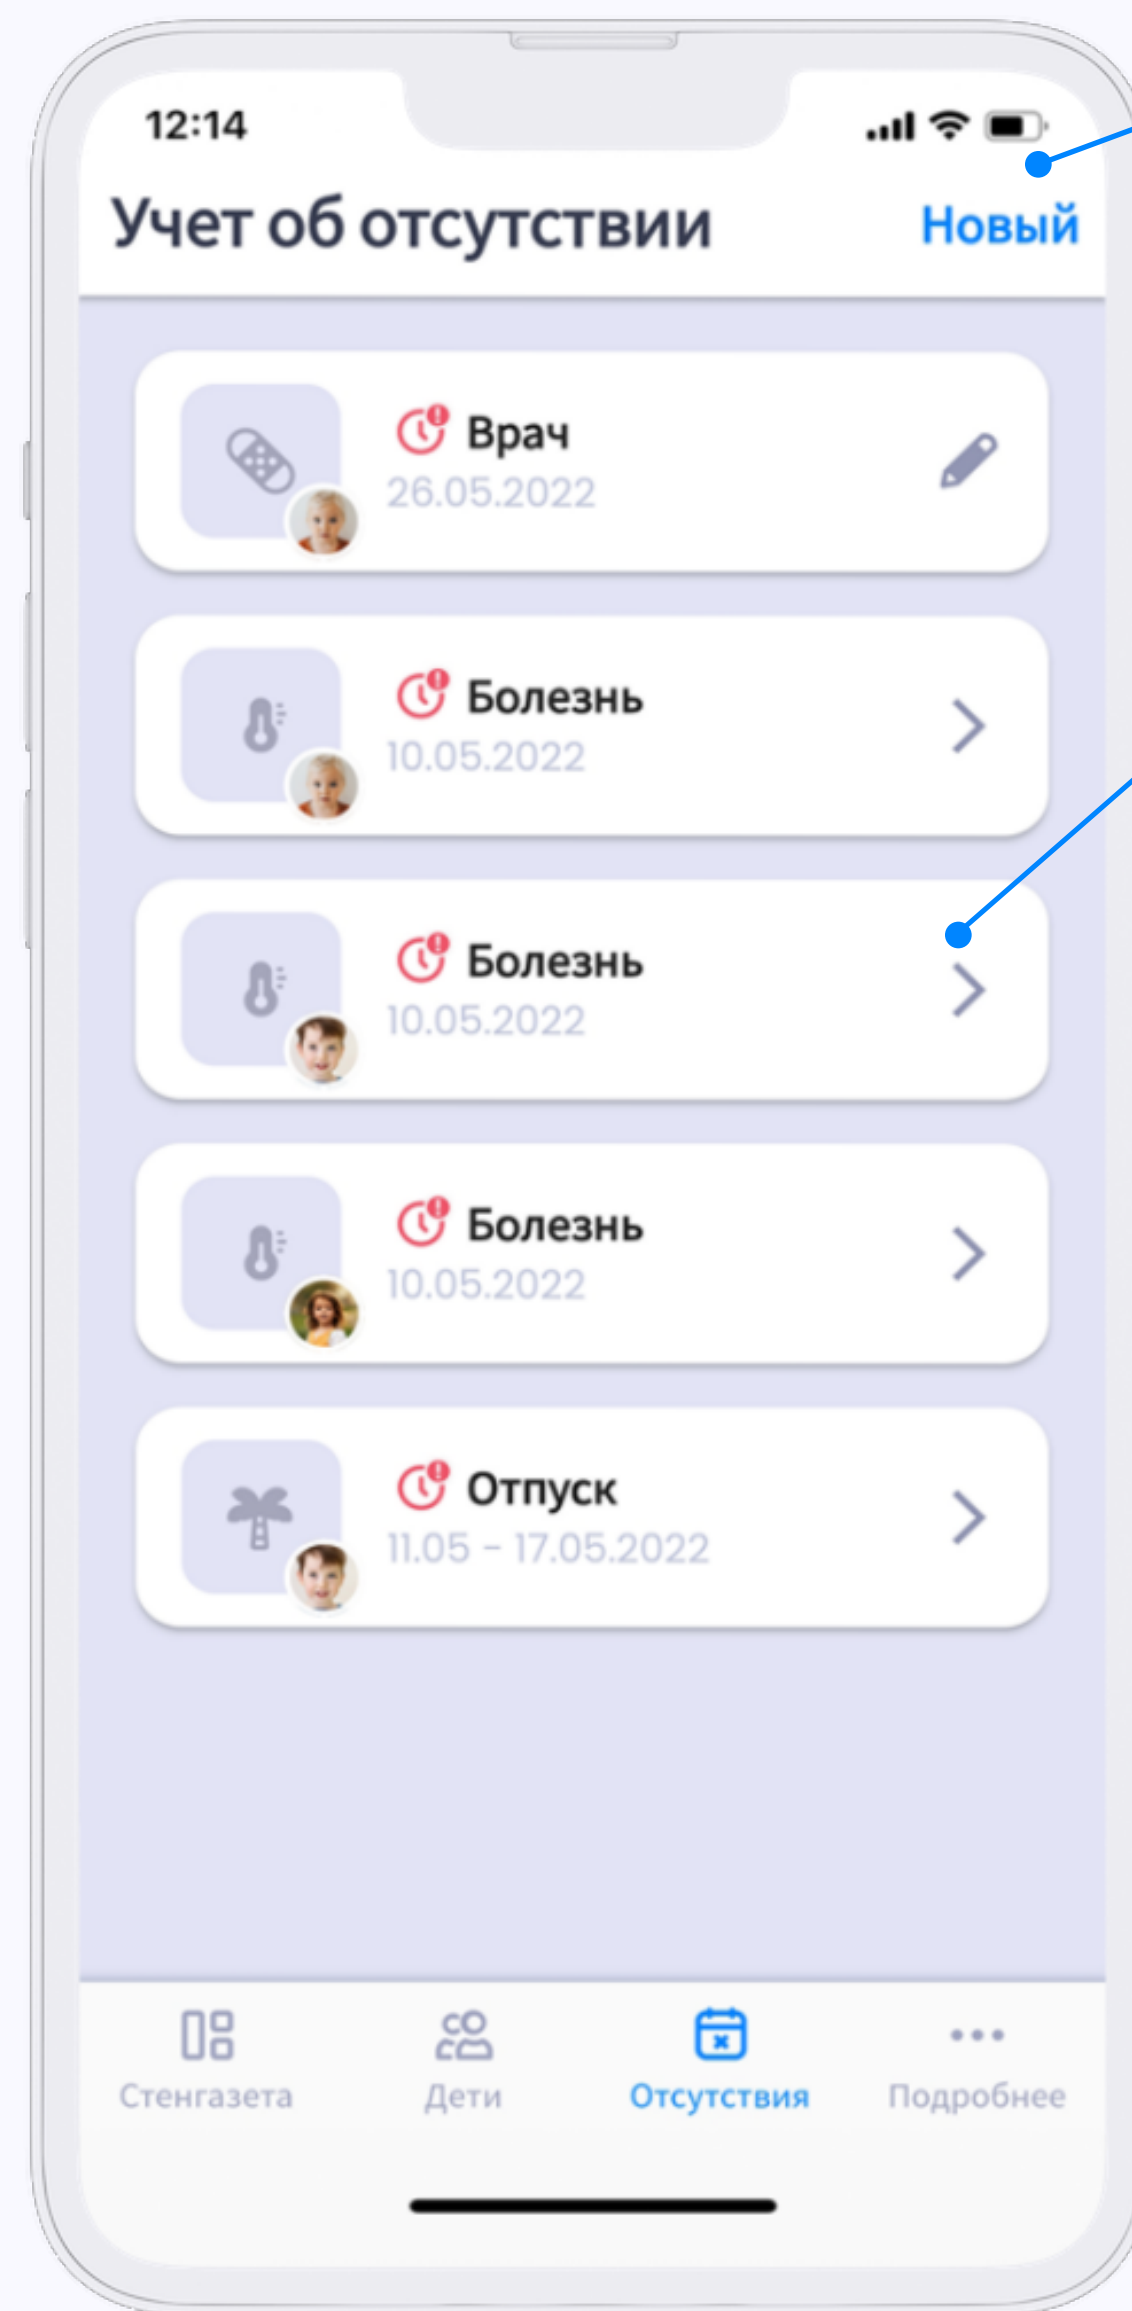 12:14
Учет об отсутствии Новый
Врач
26.05.2022
Болезнь
10.05.2022
Болезнь
10.05.2022
Болезнь
10.05.2022
Отпуск
11.05 - 17.05.2022
Стенгазета Дети Отсутствия Подробнее